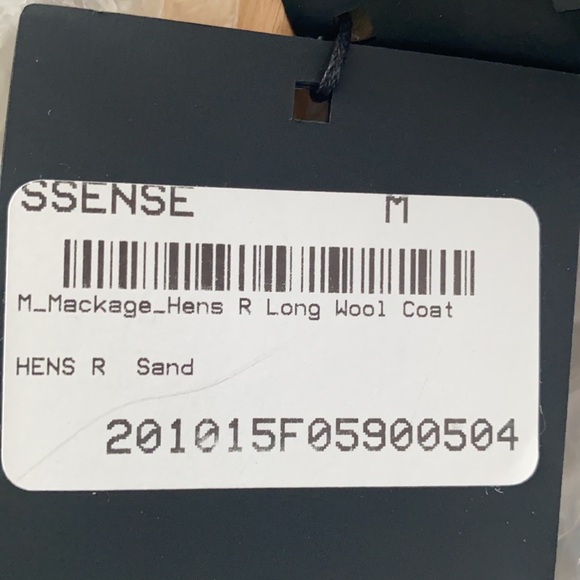 SSENSE M
M_Mackage_Hens R Long Wool Coat
HENS R Sand
201015F05900504